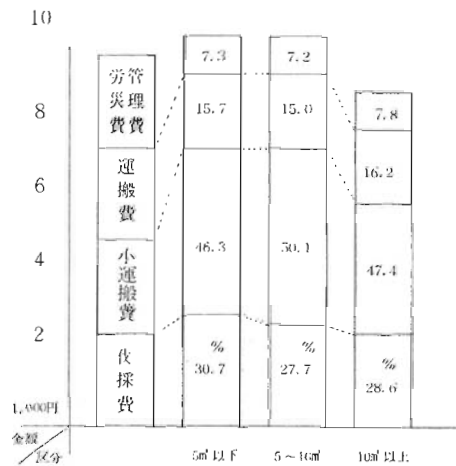 10
8
6
4
2
1,000円
金額
区分
労災費
管理費
運搬費
小運搬費
伐採費
7.3
15.7
46.3
%
30.7
5㎥以下
7.2
15.0
50.1
%
27.7
5～10㎥
7.8
16.2
47.4
%
28.6
10㎥以上